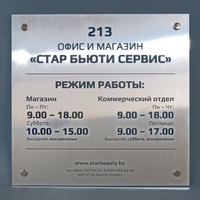 213
ОФИС И МАГАЗИН
«СТАР БЬЮТИ СЕРВИС»
РЕЖИМ РАБОТЫ:
Магазин
Пн - Пт:
9.00 – 18.00
Суббота:
10.00 – 15.00
Выходной: воскресенье
Коммерческий отдел
Пн – Чт:
9.00 – 18.00
Пятница:
9.00 – 17.00
Выходной: суббота, воскресенье
www.starbeauty.by